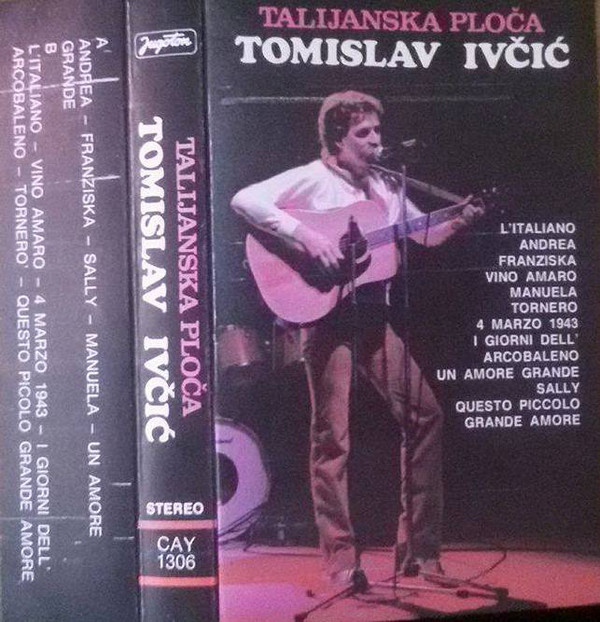 A
ANDREA – FRANZISKA – SALLY – MANUELA – UN AMORE
GRANDE
B
L'ITALIANO – VINO AMARO – 4 MARZO 1943 – I GIORNI DELL'
ARCOBALENO – TORNERO' – QUESTO PICOLO GRANDE AMORE
Jugoton
TALIJANSKA PLOČA
TOMISLAV IVČIĆ
STEREO
CAY
1306
TALIJANSKA PLOČA
TOMISLAV IVČIĆ
L'ITALIANO
ANDREA
FRANZISKA
VINO AMARO
MANUELA
TORNERO
4 MARZO 1943
I GIORNI DELL'
ARCOBALENO
UN AMORE GRANDE
SALLY
QUESTO PICCOLO
GRANDE AMORE